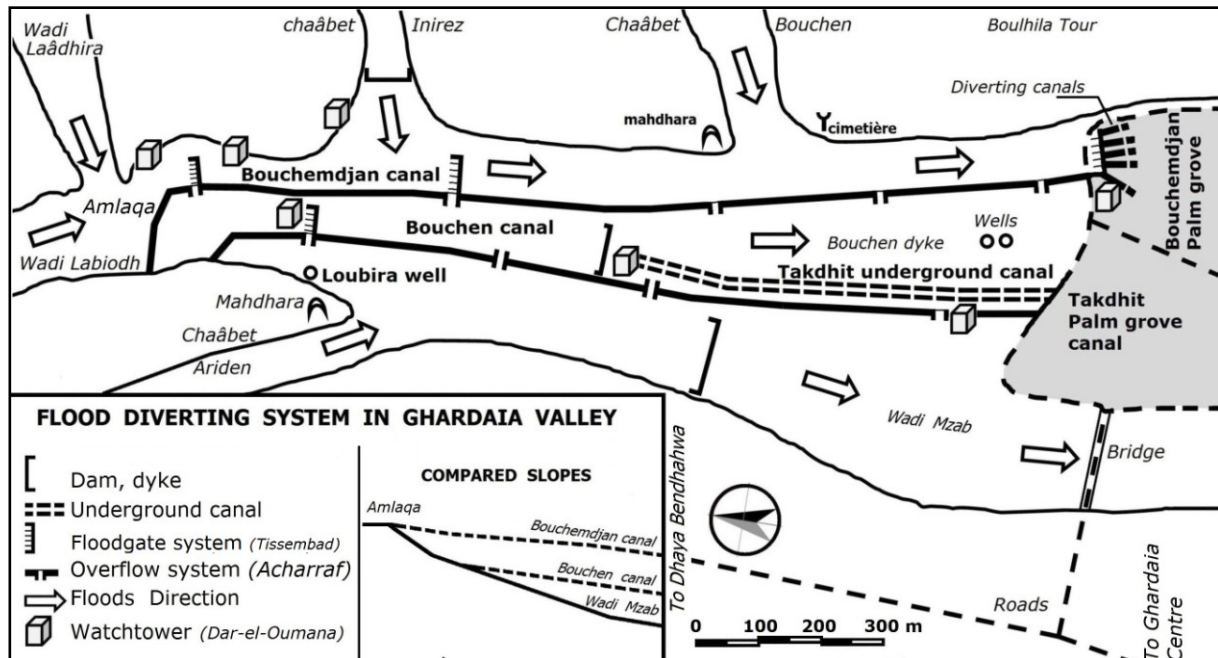 Wadi
Laâdhira
chaâbet
Inirez
Chaâbet
Bouchen
Boulhila Tour
Diverting canals
mahdhara
cimetière
Bouchemdjan canal
Bouchemdjan
Palm grove
Amlaqa
Wadi Labiodh
Bouchen canal
Bouchen dyke
Wells
Loubira well
Takdhit underground canal
Mahdhara
Takdhit
Palm grove
canal
Chaâbet
Ariden
Wadi Mzab
Bridge
FLOOD DIVERTING SYSTEM IN GHARDAIA VALLEY
Dam, dyke
Underground canal
Floodgate system (Tissembad)
Overflow system (Acharraf)
Floods Direction
Watchtower (Dar-el-Oumana)
COMPARED SLOPES
Amlaqa
Bouchemdjan canal
Bouchen canal
Wadi Mzab
To Dhaya Bendhahwa
0 100 200 300 m
Roads
To Ghardaia
Centre